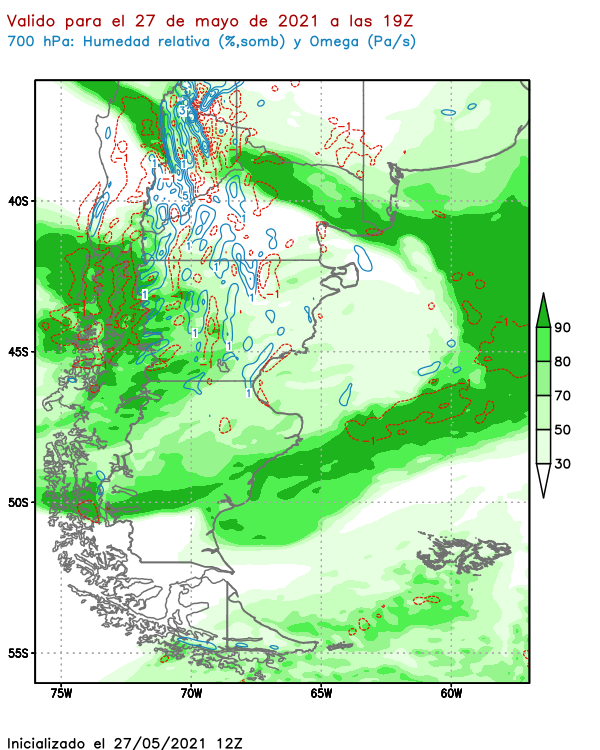 Valido para el 27 de mayo de 2021 a las 19Z
700 hPa: Humedad relativa (%,somb) y Omega (Pa/s)
40S
45S
50S
55S
75W 70W 65W 60W
90
80
70
50
30
1
1
1
1
-1
-1
-1
Inicializado el 27/05/2021 12Z